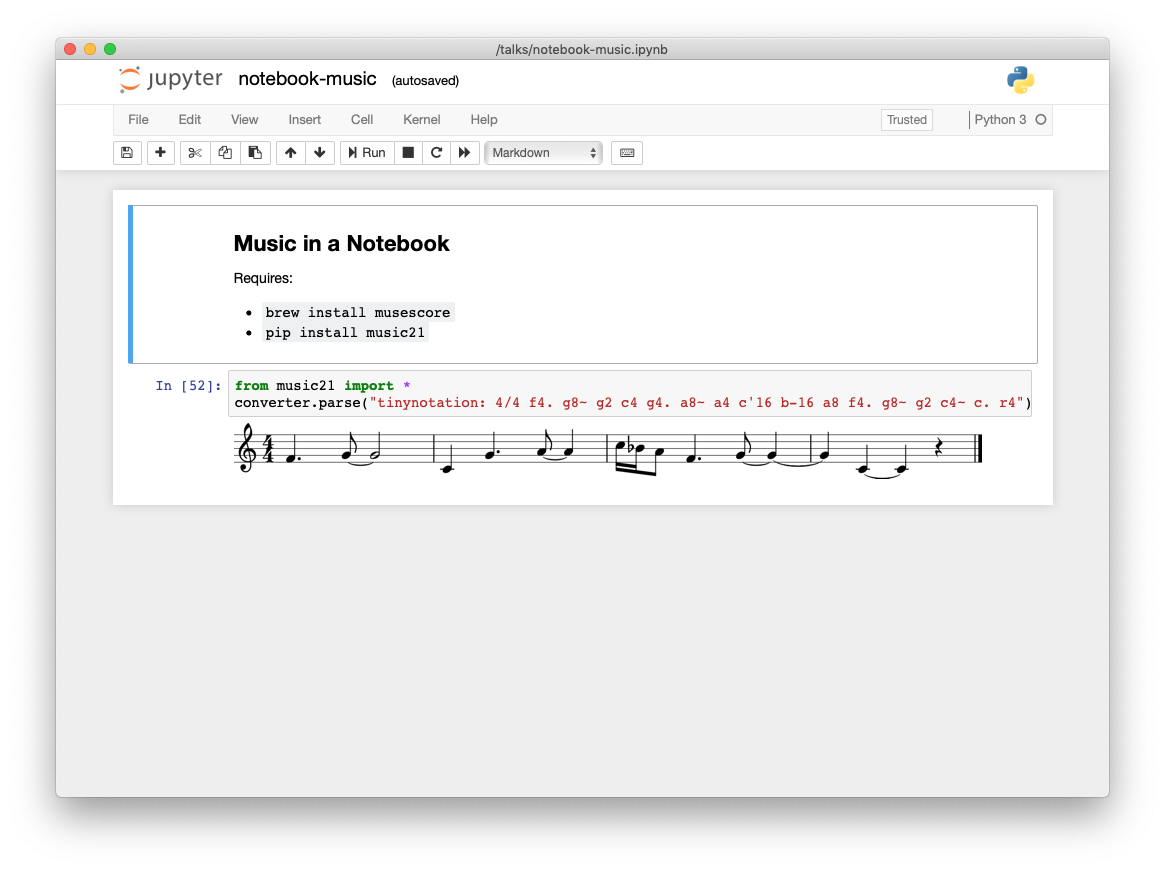 /talks/notebook-music.ipynb
jupyter notebook-music (autosaved)
File Edit View Insert Cell Kernel Help Trusted Python 3
Run Markdown
Music in a Notebook
Requires:
brew install musescore
pip install music21
In [52]: from music21 import *
converter.parse("tinynotation: 4/4 f4. g8~ g2 c4 g4. a8~ a4 c'16 b-16 a8 f4. g8~ g2 c4~ c. r4")
4
4